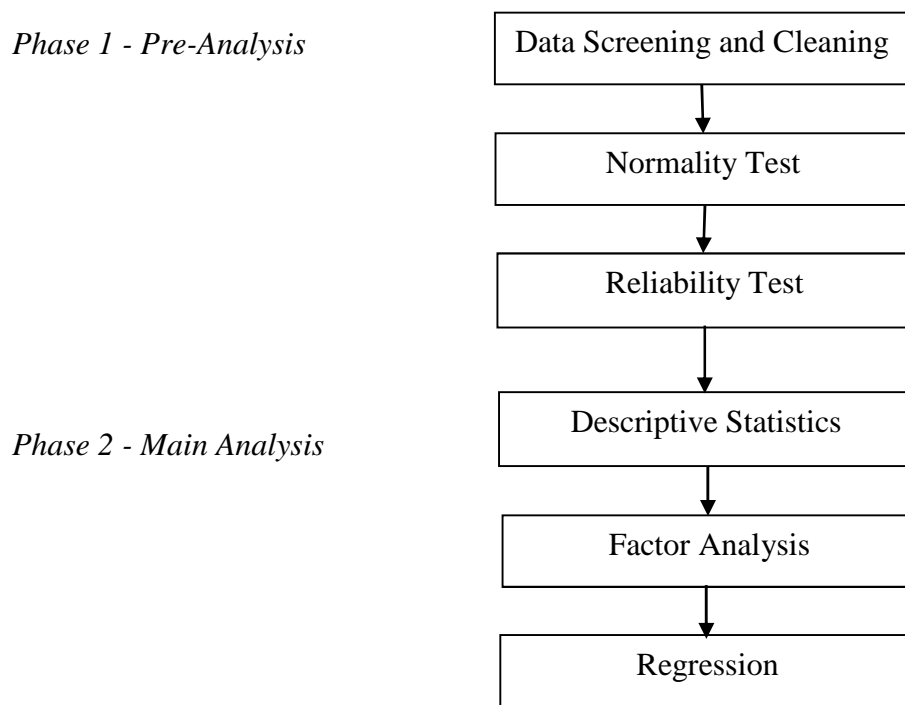 Phase 1 - Pre-Analysis
Data Screening and Cleaning
Normality Test
Reliability Test
Phase 2 - Main Analysis
Descriptive Statistics
Factor Analysis
Regression